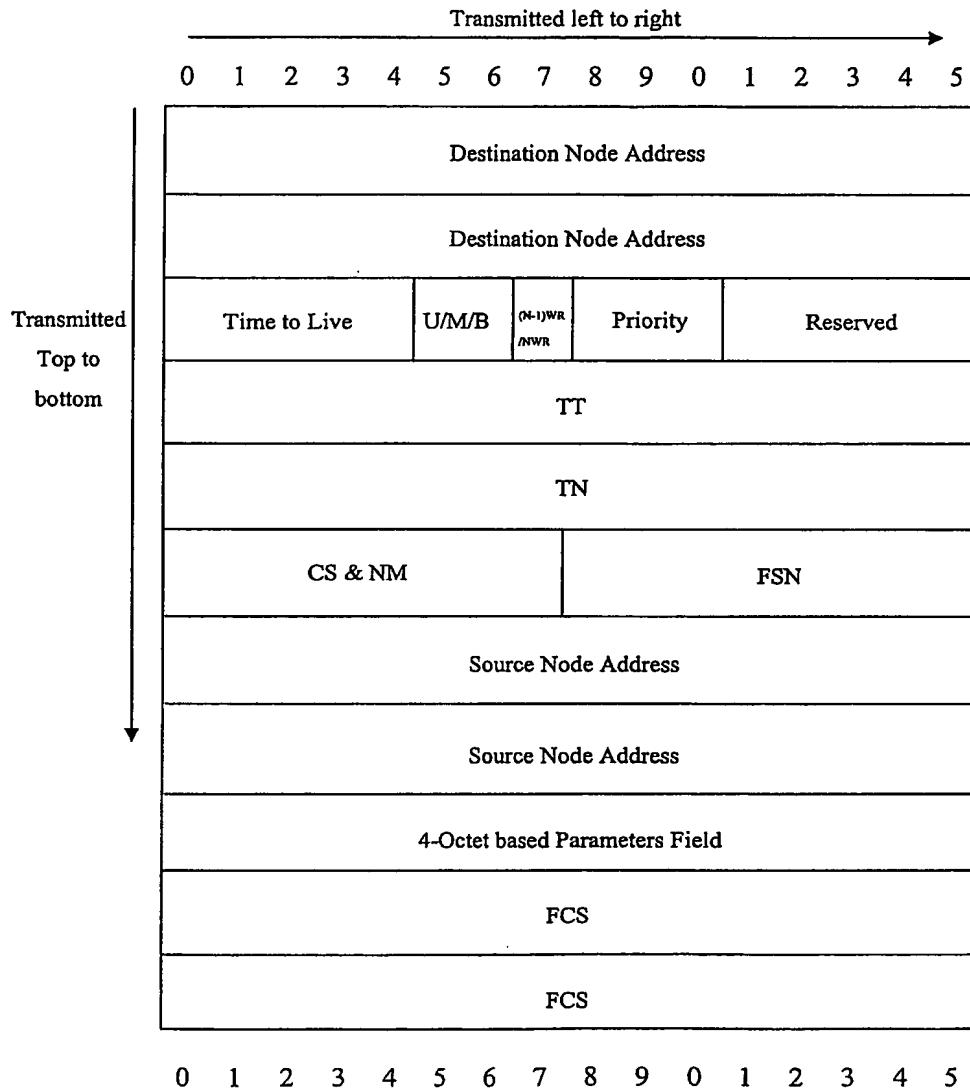 Transmitted left to right
0 1 2 3 4 5 6 7 8 9 0 1 2 3 4 5
Destination Node Address
Destination Node Address
Time to Live U/M/B (N-1)WR /NWR Priority Reserved
Transmitted
Top to
bottom
TT
TN
CS & NM FSN
Source Node Address
Source Node Address
4-Octet based Parameters Field
FCS
FCS
0 1 2 3 4 5 6 7 8 9 0 1 2 3 4 5